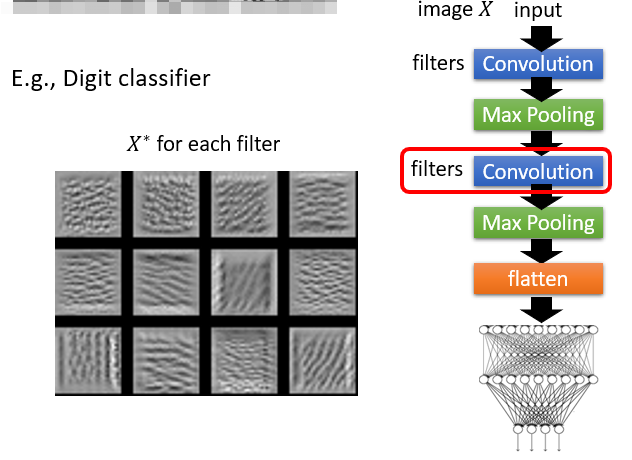 image X input
filters Convolution
Max Pooling
filters Convolution
Max Pooling
flatten
E.g., Digit classifier
X* for each filter